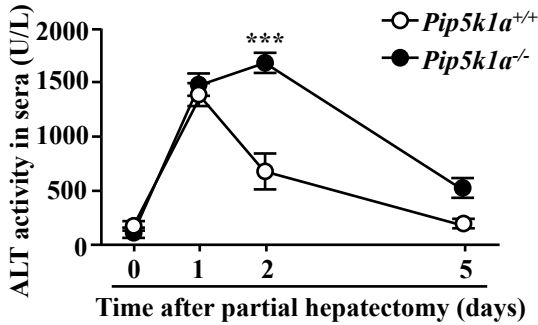 ALT activity in sera (U/L)
2000
1500
1000
500
0
***
Pip5k1a+/+
Pip5k1a-/-
0 1 2 5
Time after partial hepatectomy (days)